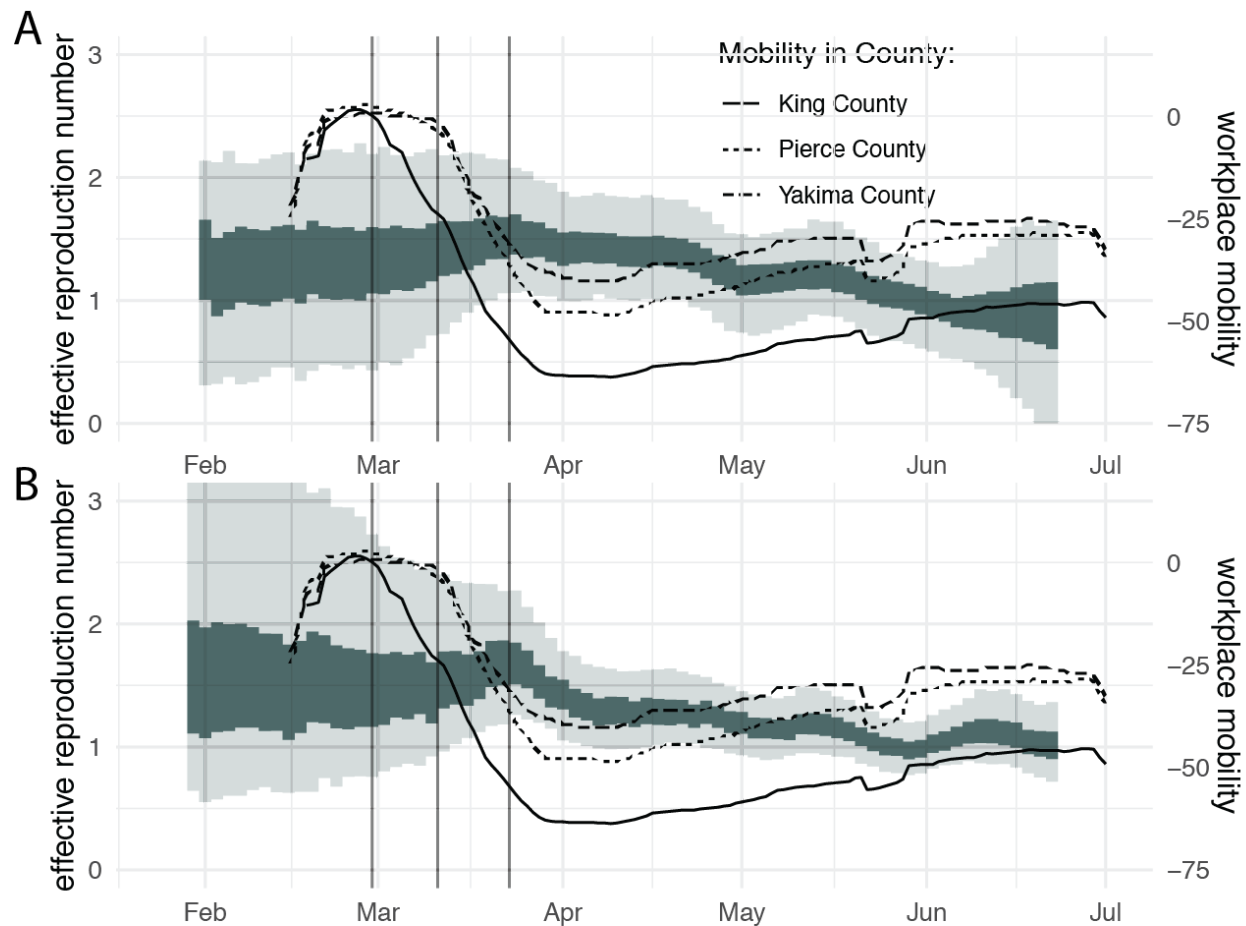 A
effective reproduction number
3
2
1
0
Mobility in County:
King County
Pierce County
Yakima County
0
−25
−50
−75
workplace mobility
Feb Mar Apr May Jun Jul
B
effective reproduction number
3
2
1
0
0
−25
−50
−75
workplace mobility
Feb Mar Apr May Jun Jul